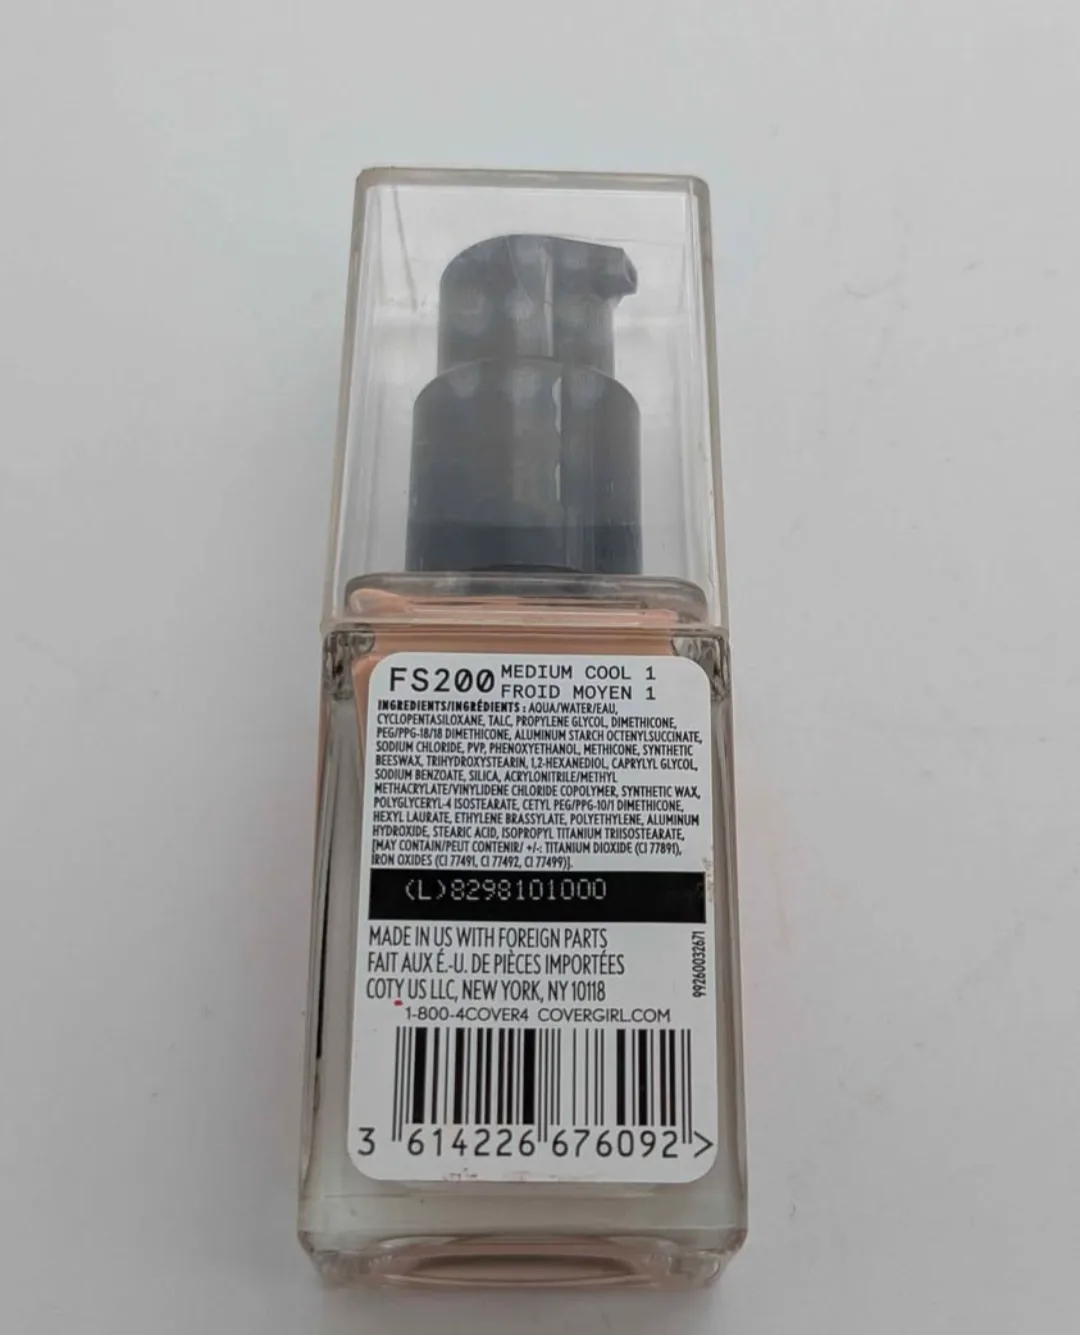 FS200 MEDIUM COOL 1
FROID MOYEN 1
INGREDIENTS/INGRÉDIENTS : AQUA/WATER/EAU,
CYCLOPENTASILOXANE, TALC, PROPYLENE GLYCOL, DIMETHICONE,
PEG/PPG-18/18 DIMETHICONE, ALUMINUM STARCH OCTENYLSUCCINATE,
SODIUM CHLORIDE, PVP, PHENOXYETHANOL, METHICONE, SYNTHETIC
BEESWAX, TRIHYDROXYSTEARIN, 1,2-HEXANEDIOL, CAPRYLYL GLYCOL,
SODIUM BENZOATE, SILICA, ACRYLONITRILE/METHYL
METHACRYLATE/VINYLIDENE CHLORIDE COPOLYMER, SYNTHETIC WAX,
POLYGLYCERYL-4 ISOSTEARATE, CETYL PEG/PPG-10/1 DIMETHICONE,
HEXYL LAURATE, ETHYLENE BRASSYLATE, POLYETHYLENE, ALUMINUM
HYDROXIDE, STEARIC ACID, ISOPROPYL TITANIUM TRIISOSTEARATE,
[MAY CONTAIN/PEUT CONTENIR/ +/-: TITANIUM DIOXIDE (CI 77891),
IRON OXIDES (CI 77491, CI 77492, CI 77499)].
(L)8298101000
MADE IN US WITH FOREIGN PARTS
FAIT AUX É.-U. DE PIÈCES IMPORTÉES
COTY US LLC, NEW YORK, NY 10118
99260032671
1-800-4COVER4 COVERGIRL.COM
3 614226 676092 >